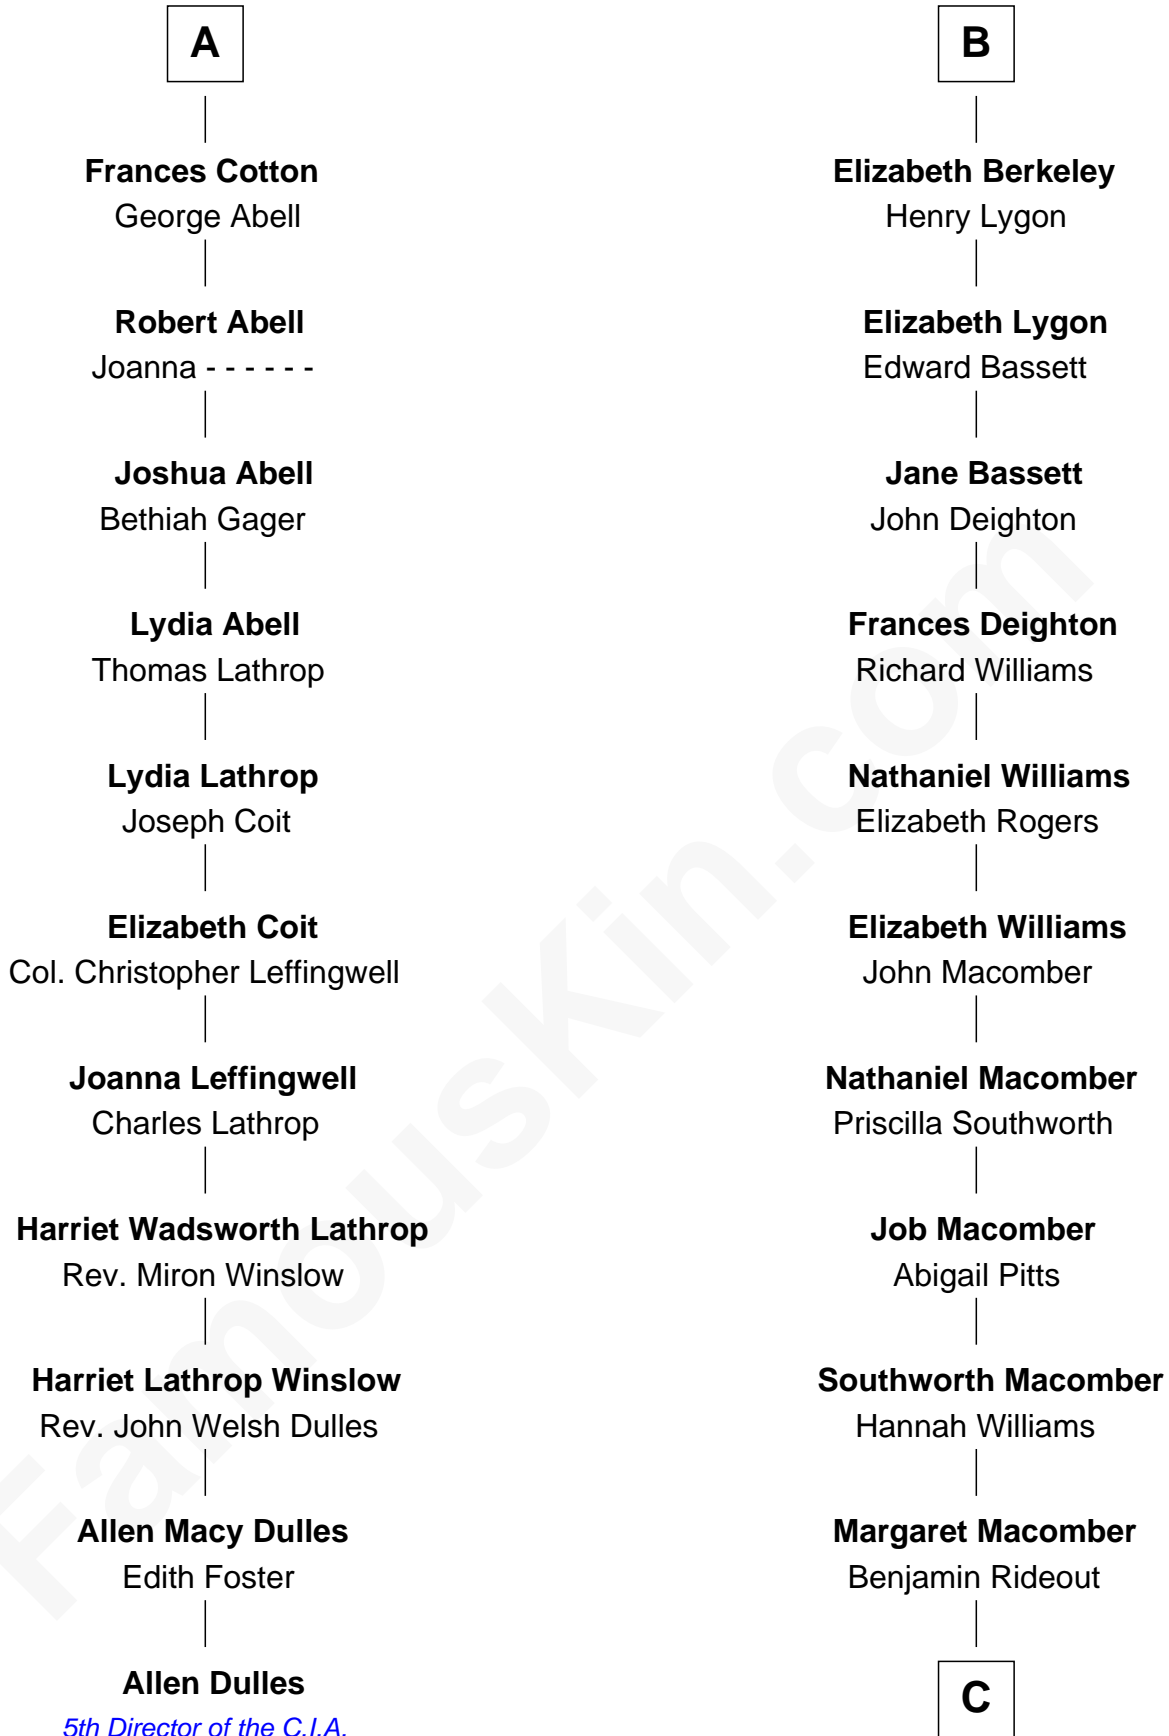 A
Frances Cotton
George Abell
Robert Abell
Joanna - - - - - -
Joshua Abell
Bethiah Gager
Lydia Abell
Thomas Lathrop
Lydia Lathrop
Joseph Coit
Elizabeth Coit
Col. Christopher Leffingwell
Joanna Leffingwell
Charles Lathrop
Harriet Wadsworth Lathrop
Rev. Miron Winslow
Harriet Lathrop Winslow
Rev. John Welsh Dulles
Allen Macy Dulles
Edith Foster
Allen Dulles
5th Director of the C.I.A.
B
Elizabeth Berkeley
Henry Lygon
Elizabeth Lygon
Edward Bassett
Jane Bassett
John Deighton
Frances Deighton
Richard Williams
Nathaniel Williams
Elizabeth Rogers
Elizabeth Williams
John Macomber
Nathaniel Macomber
Priscilla Southworth
Job Macomber
Abigail Pitts
Southworth Macomber
Hannah Williams
Margaret Macomber
Benjamin Rideout
C
FamousKin.com